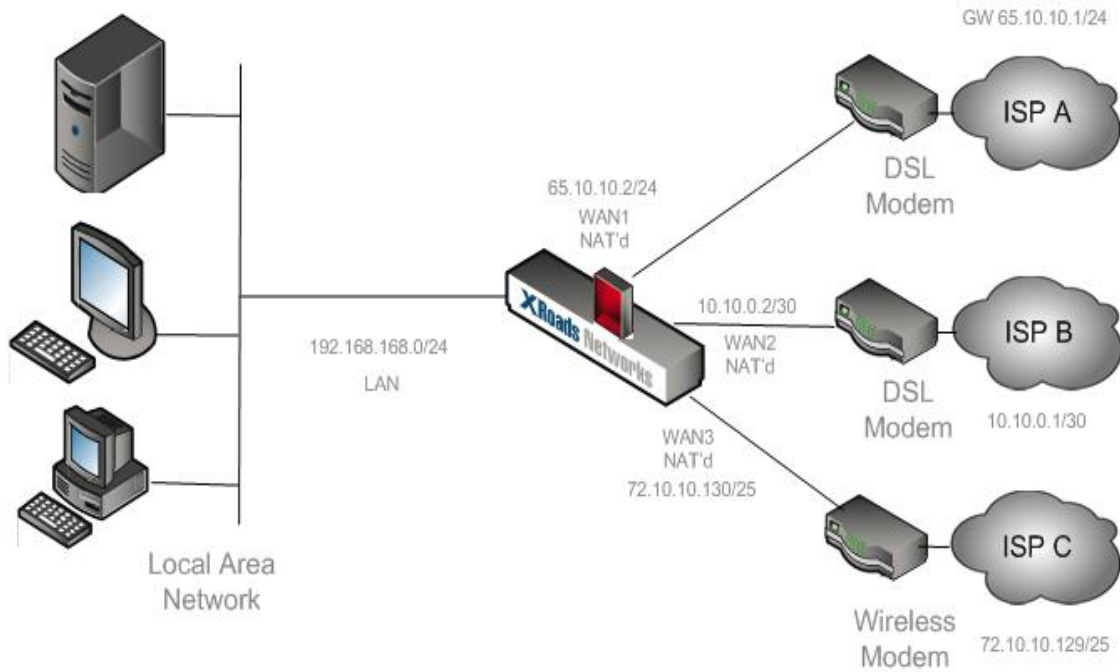 GW 65.10.10.1/24
ISP A
DSL
Modem
65.10.10.2/24
WAN1
NAT'd
XRoads Networks
10.10.0.2/30
WAN2
NAT'd
ISP B
DSL
Modem
10.10.0.1/30
192.168.168.0/24
LAN
WAN3
NAT'd
72.10.10.130/25
ISP C
Wireless
Modem
72.10.10.129/25
Local Area
Network